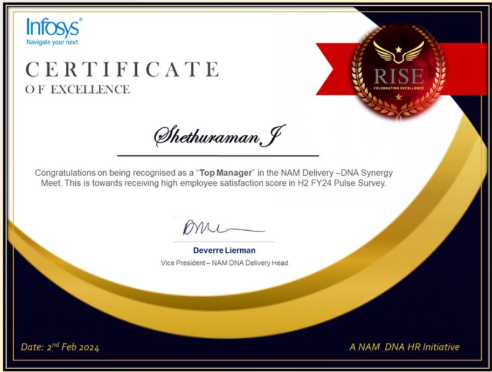 Infosys®
Navigate your next
CERTIFICATE
OF EXCELLENCE
RISE
CELEBRATING EXCELLENCE
Shethuraman J
Congratulations on being recognised as a “Top Manager” in the NAM Delivery –DNA Synergy
Meet. This is towards receiving high employee satisfaction score in H2 FY24 Pulse Survey.
Deverre Lierman
Vice President – NAM DNA Delivery Head
Date: 2nd Feb 2024
A NAM DNA HR Initiative